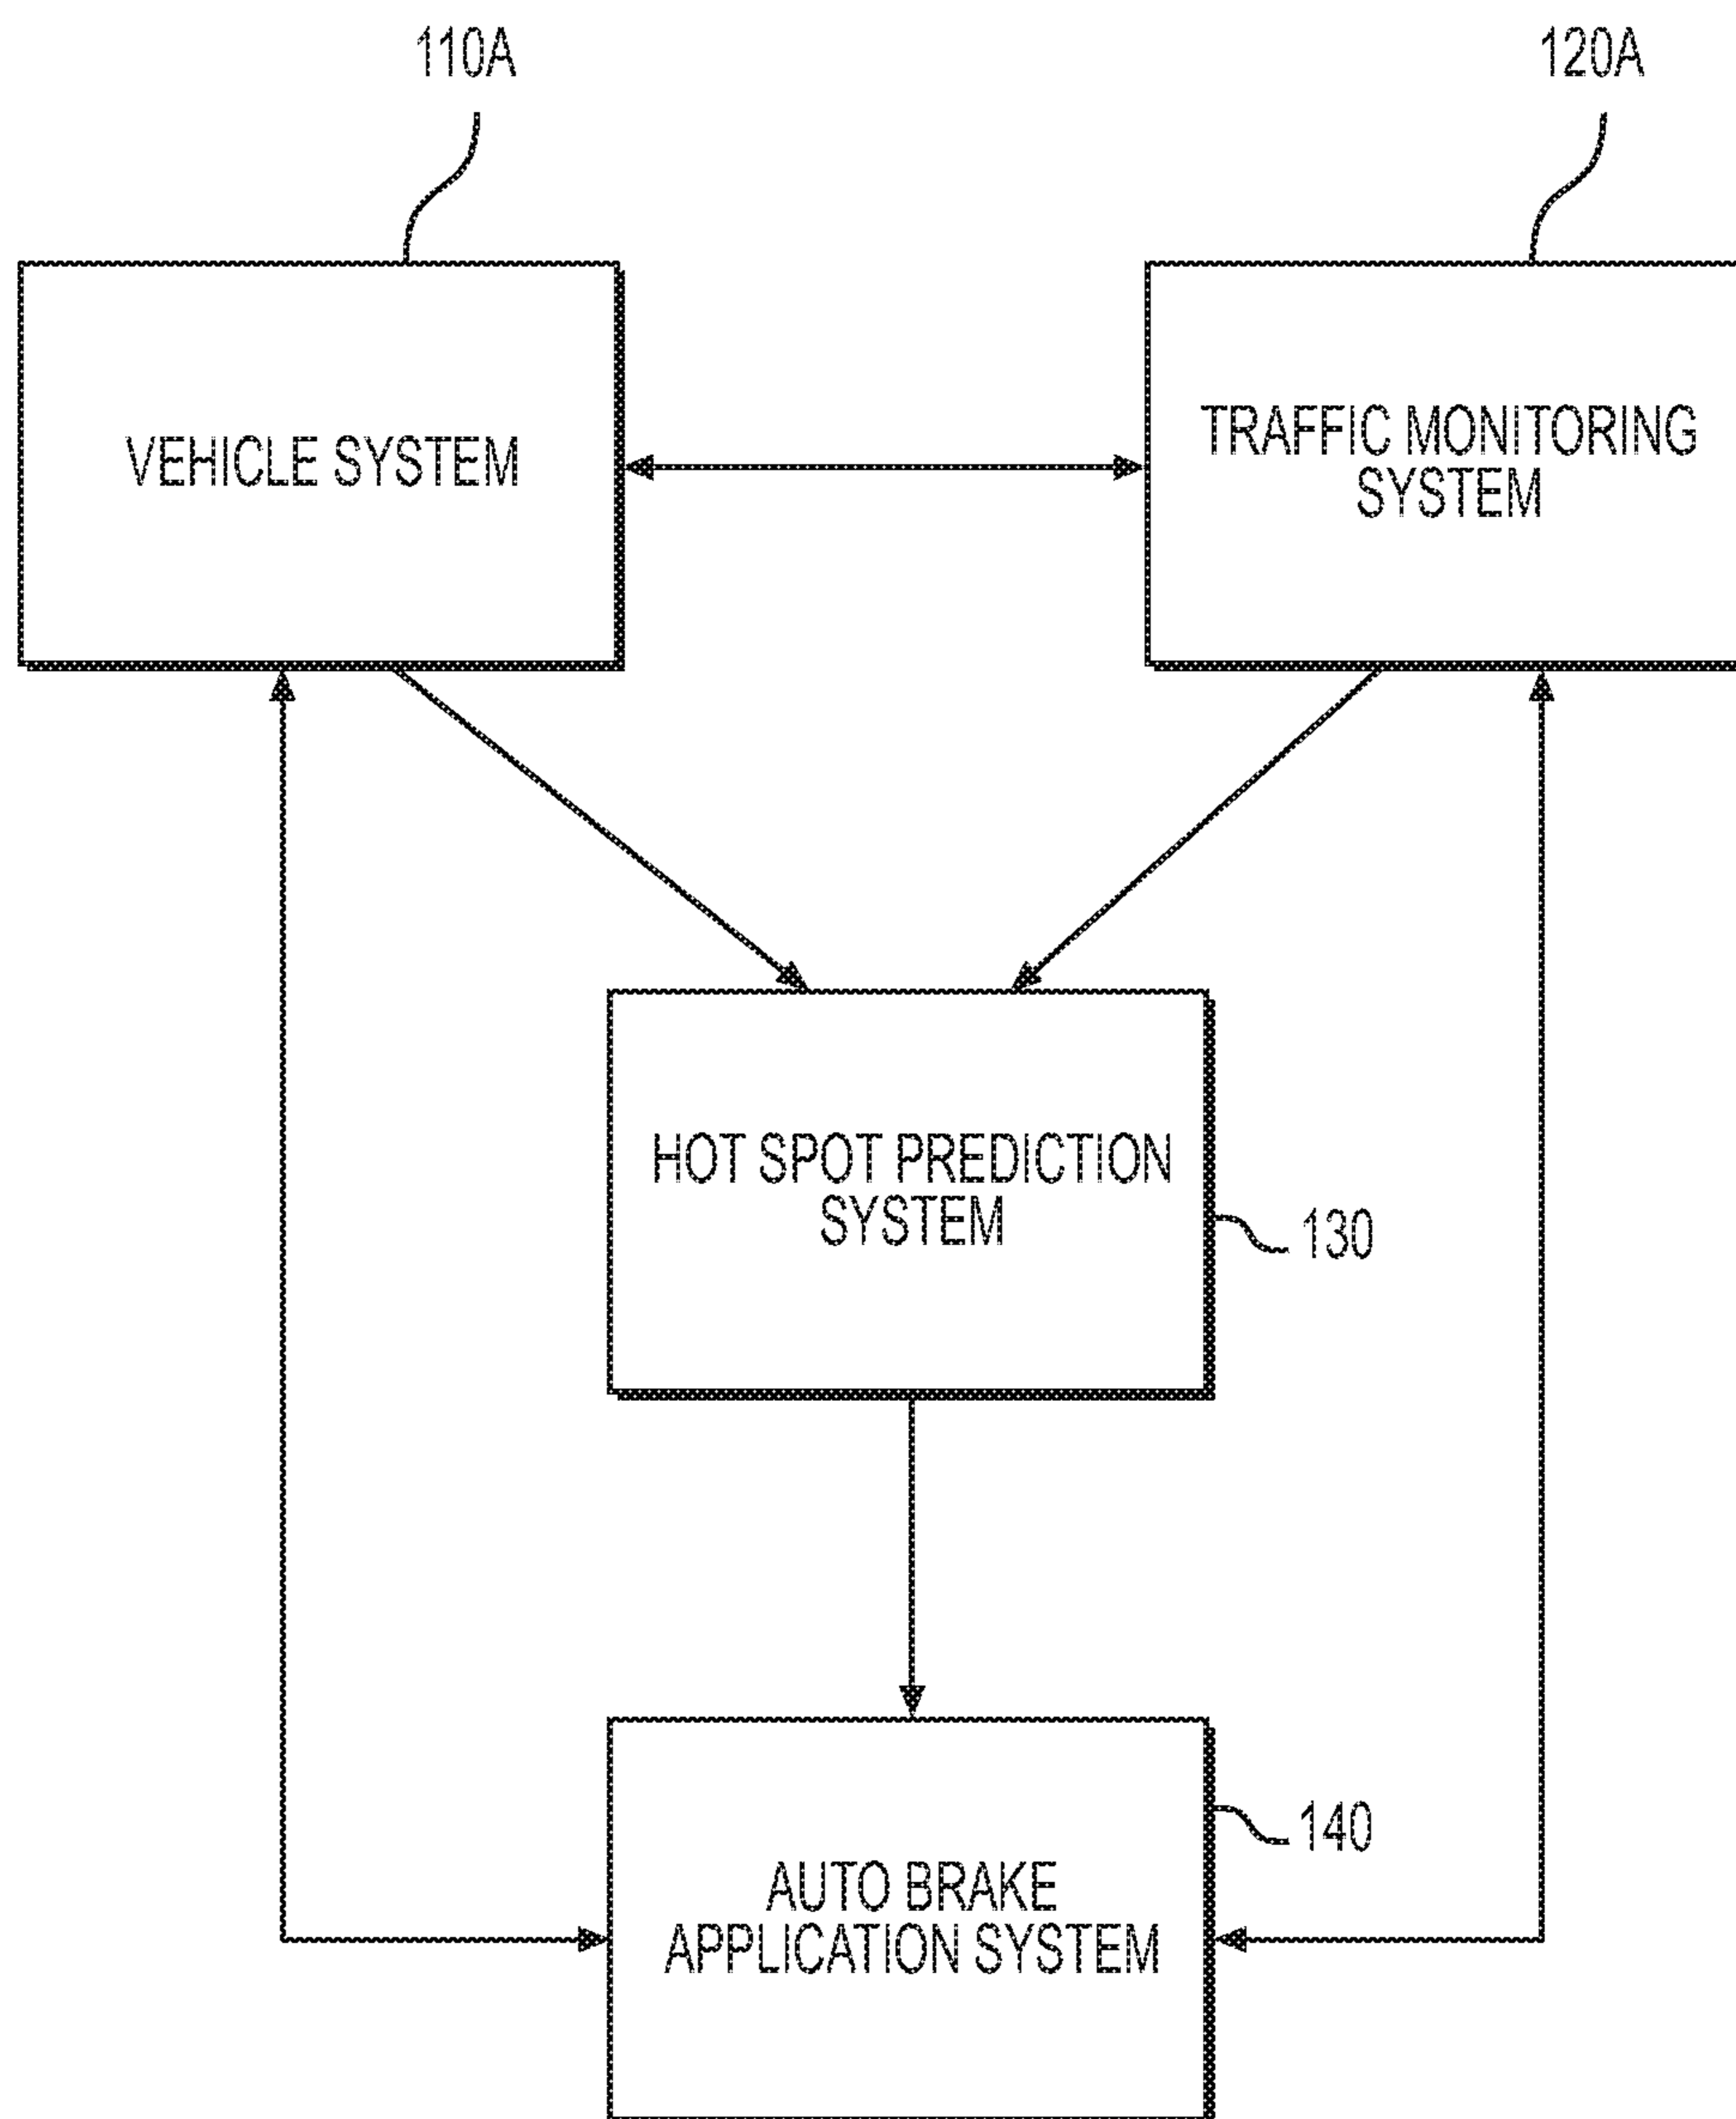 110A
120A
VEHICLE SYSTEM
TRAFFIC MONITORING
SYSTEM
HOT SPOT PREDICTION
SYSTEM
130
140
AUTO BRAKE
APPLICATION SYSTEM